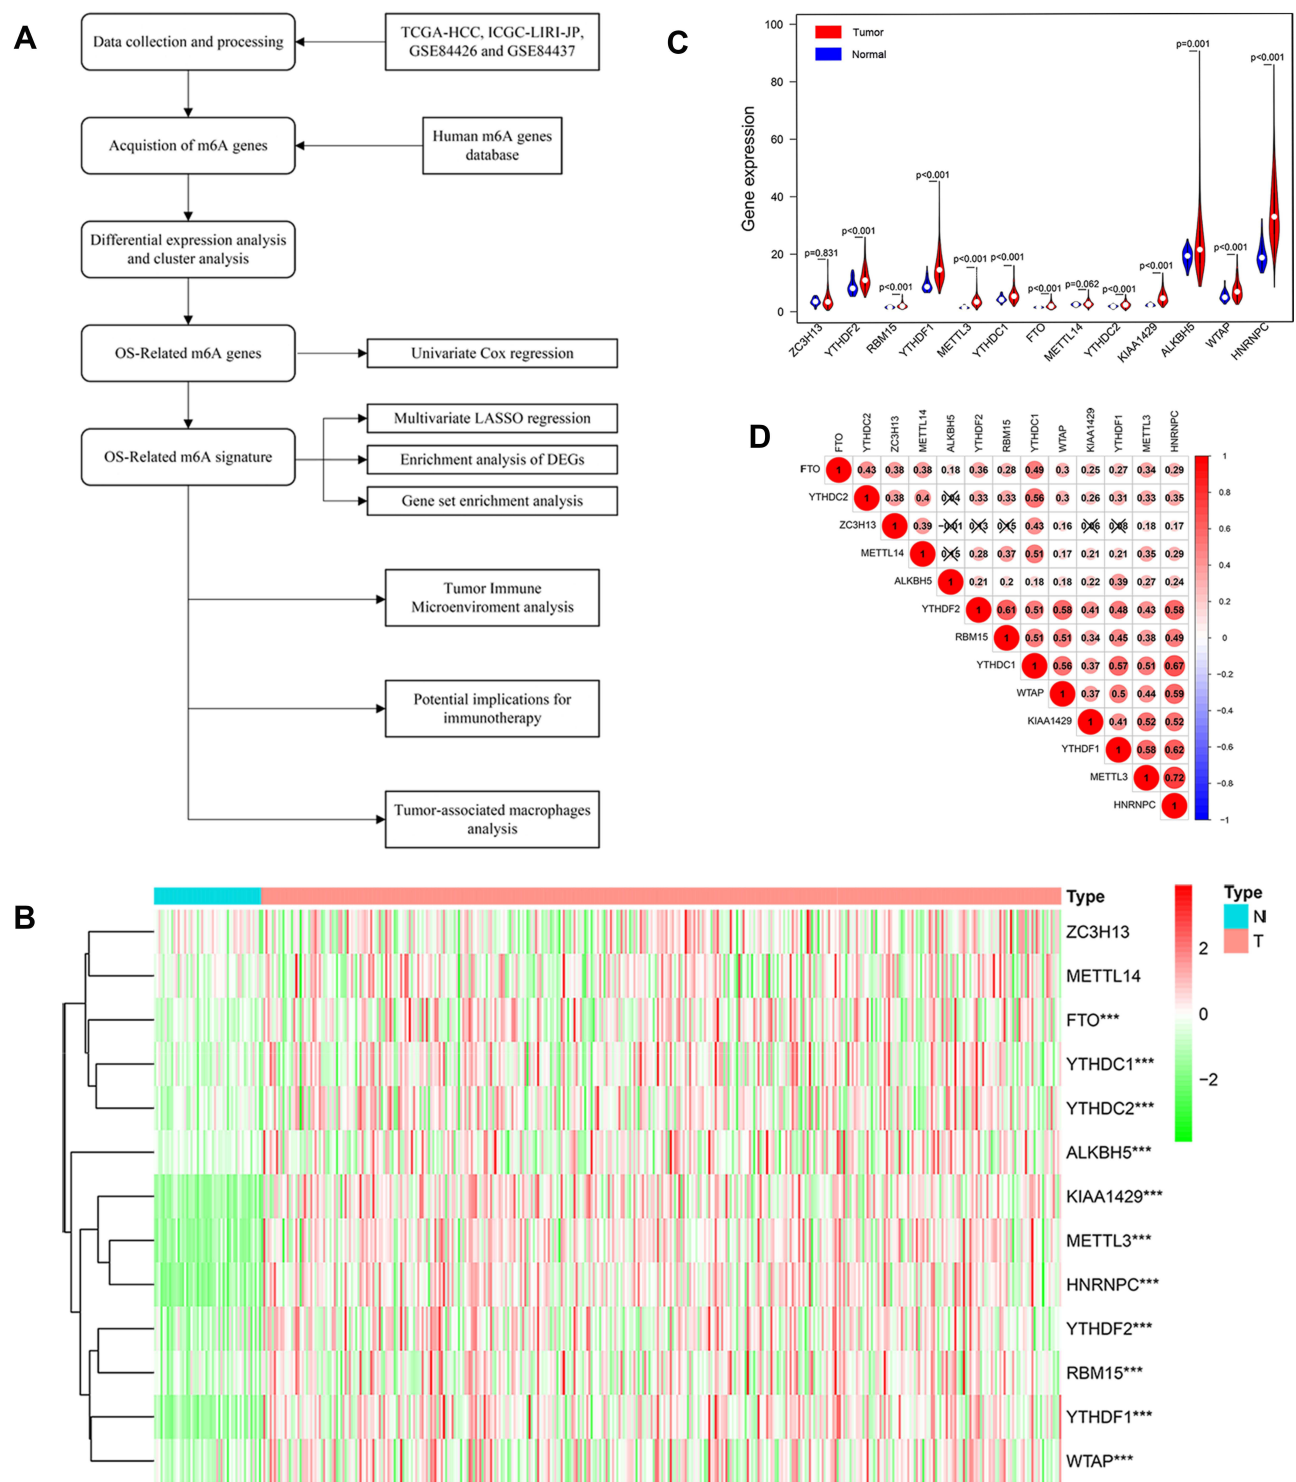 A
Data collection and processing
TCGA-HCC, ICGC-LIRI-JP,
GSE84426 and GSE84437
Acquistion of m6A genes
Human m6A genes
database
Differential expression analysis
and cluster analysis
OS-Related m6A genes
Univariate Cox regression
Multivariate LASSO regression
OS-Related m6A signature
Enrichment analysis of DEGs
Gene set enrichment analysis
Tumor Immune
Microenviroment analysis
Potential implications for
immunotherapy
Tumor-associated macrophages
analysis
C
Tumor
Normal
Gene expression
100
80
60
40
20
0
p=0.831
p<0.001
p<0.001
p<0.001
p<0.001
p<0.001
p<0.001
p=0.062
p<0.001
p<0.001
p=0.001
p<0.001
p<0.001
ZC3H13
YTHDF2
RBM15
YTHDF1
METTL3
YTHDC1
FTO
METTL14
YTHDC2
KIAA1429
ALKBH5
WTAP
HNRNPC
D
FTO YTHDC2 ZC3H13 METTL14 ALKBH5 YTHDF2 RBM15 YTHDC1 WTAP KIAA1429 YTHDF1 METTL3 HNRNPC
FTO 1 0.43 0.38 0.38 0.18 0.36 0.28 0.49 0.3 0.25 0.27 0.34 0.29
YTHDC2 1 0.38 0.4 0.04 0.33 0.33 0.56 0.3 0.26 0.31 0.33 0.35
ZC3H13 1 0.39 −0.01 0.13 0.15 0.43 0.16 0.06 0.08 0.18 0.17
METTL14 1 0.15 0.28 0.37 0.51 0.17 0.21 0.21 0.35 0.29
ALKBH5 1 0.21 0.2 0.18 0.18 0.22 0.39 0.27 0.24
YTHDF2 1 0.61 0.51 0.58 0.41 0.48 0.43 0.58
RBM15 1 0.51 0.51 0.34 0.45 0.38 0.49
YTHDC1 1 0.56 0.37 0.57 0.51 0.67
WTAP 1 0.37 0.5 0.44 0.59
KIAA1429 1 0.41 0.52 0.52
YTHDF1 1 0.58 0.62
METTL3 1 0.72
HNRNPC 1
1
0.8
0.6
0.4
0.2
0
−0.2
−0.4
−0.6
−0.8
−1
B
Type
ZC3H13
METTL14
FTO***
YTHDC1***
YTHDC2***
ALKBH5***
KIAA1429***
METTL3***
HNRNPC***
YTHDF2***
RBM15***
YTHDF1***
WTAP***
2
0
−2
Type
N
T